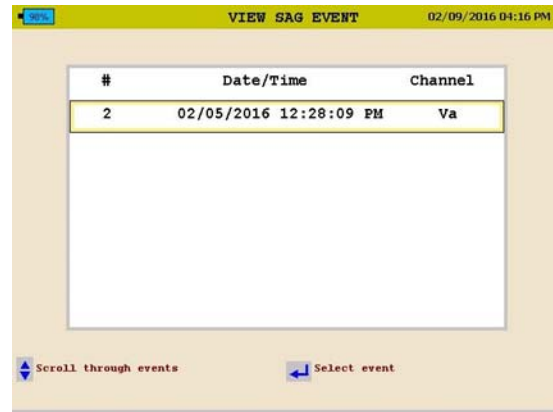 90% VIEW SAG EVENT 02/09/2016 04:16 PM
# Date/Time Channel
2 02/05/2016 12:28:09 PM Va
Scroll through events Select event